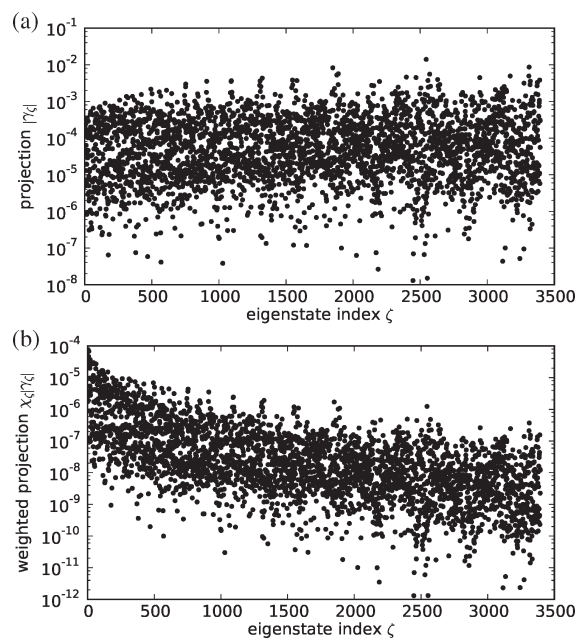 (a)
10⁻¹
10⁻²
10⁻³
10⁻⁴
10⁻⁵
10⁻⁶
10⁻⁷
10⁻⁸
projection |γζ|
0 500 1000 1500 2000 2500 3000 3500
eigenstate index ζ
(b)
10⁻⁴
10⁻⁵
10⁻⁶
10⁻⁷
10⁻⁸
10⁻⁹
10⁻¹⁰
10⁻¹¹
10⁻¹²
weighted projection χζ|γζ|
0 500 1000 1500 2000 2500 3000 3500
eigenstate index ζ